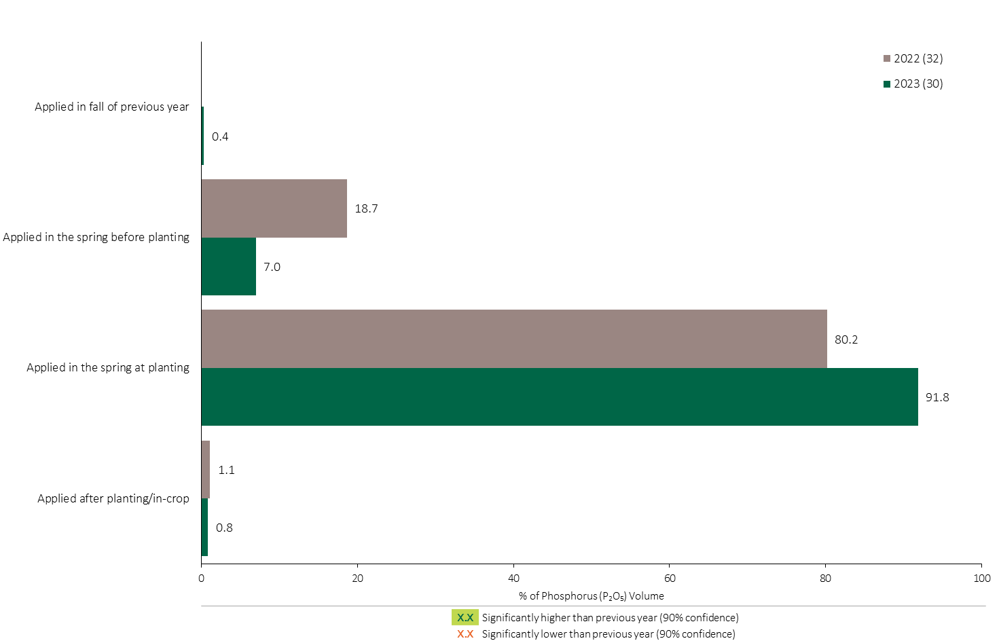 2022 (32)
2023 (30)
Applied in fall of previous year
0.4
18.7
Applied in the spring before planting
7.0
80.2
Applied in the spring at planting
91.8
1.1
Applied after planting/in-crop
0.8
0 20 40 60 80 100
% of Phosphorus (P₂O₅) Volume
X.X Significantly higher than previous year (90% confidence)
X.X Significantly lower than previous year (90% confidence)